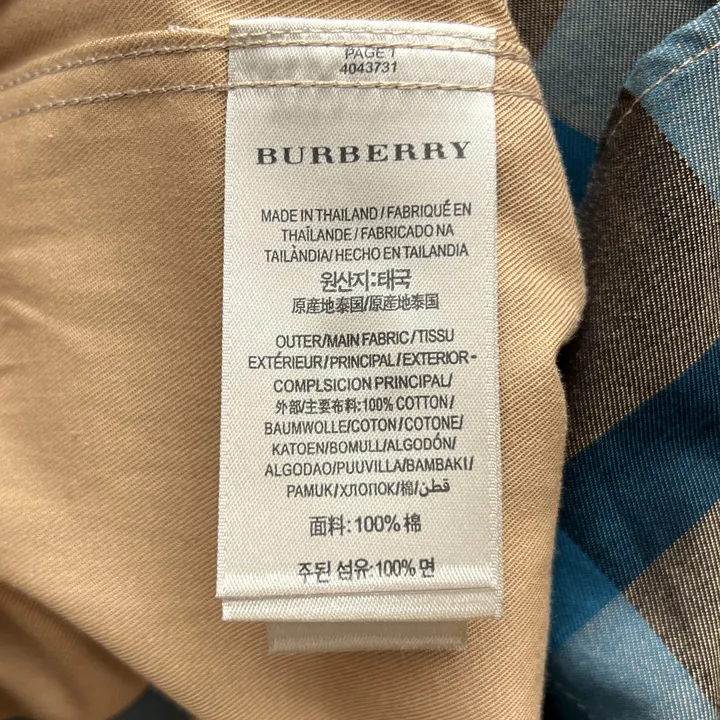 PAGE 1
4043731
BURBERRY
MADE IN THAILAND / FABRIQUÉ EN
THAÏLANDE / FABRICADO NA
TAILÀNDIA/ HECHO EN TAILANDIA
원산지:태국
原産地泰国/原産地泰国
OUTER/MAIN FABRIC/TISSU
EXTÉRIEUR/PRINCIPAL/EXTERIOR-
COMPLSICION PRINCIPAL/
外部/主要布料:100% COTTON/
BAUMWOLLE/COTON/COTONE/
KATOEN/BOMULL/ALGODÓN/
ALGODAO/PUUVILLA/BAMBAKI/
PAMUK/ХЛОПОК/棉/قطن
面料: 100% 棉
주된 섬유:100% 면